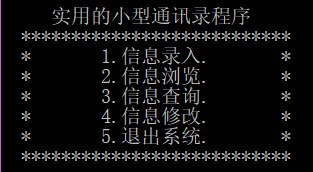 实用的小型通讯录程序
***************************
* 1.信息录入. *
* 2.信息浏览. *
* 3.信息查询. *
* 4.信息修改. *
* 5.退出系统. *
***************************